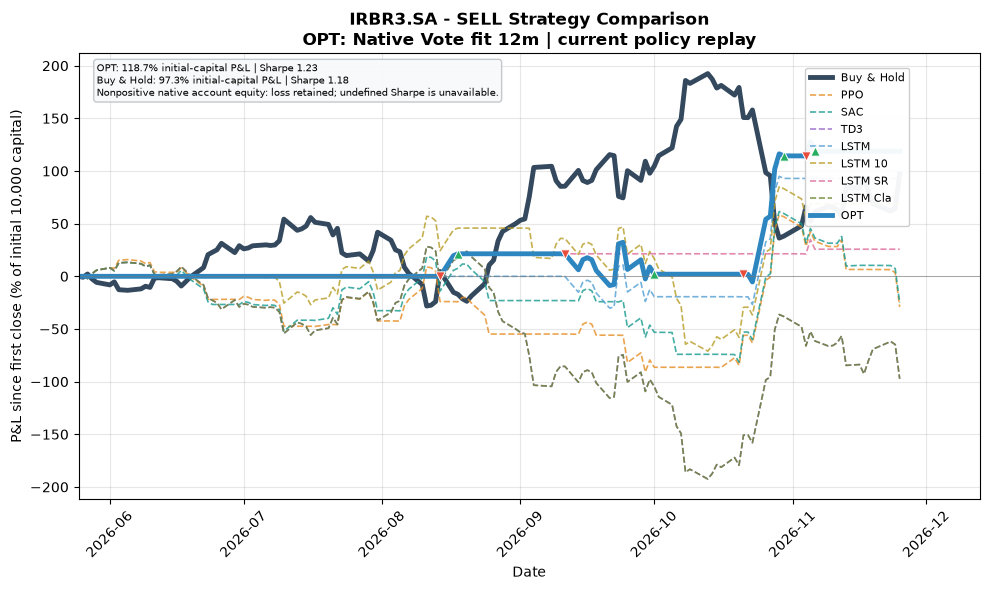 IRBR3.SA - SELL Strategy Comparison
OPT: Native Vote fit 12m | current policy replay
OPT: 118.7% initial-capital P&L | Sharpe 1.23
Buy & Hold: 97.3% initial-capital P&L | Sharpe 1.18
Nonpositive native account equity: loss retained; undefined Sharpe is unavailable.
Buy & Hold
PPO
SAC
TD3
LSTM
LSTM 10
LSTM SR
LSTM Cla
OPT
P&L since first close (% of initial 10,000 capital)
200
150
100
50
0
−50
−100
−150
−200
2026-06
2026-07
2026-08
2026-09
2026-10
2026-11
2026-12
Date